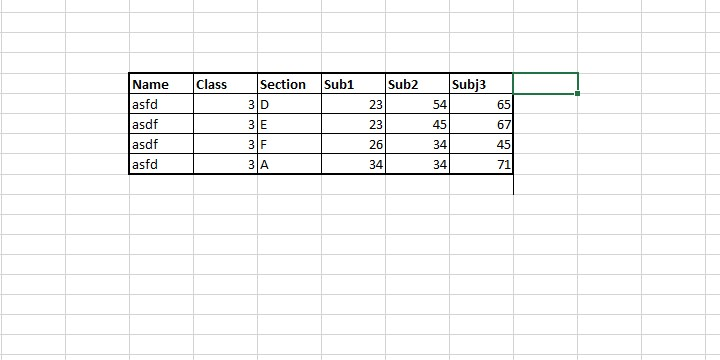 Name Class Section Sub1 Sub2 Subj3
asfd 3 D 23 54 65
asdf 3 E 23 45 67
asdf 3 F 26 34 45
asfd 3 A 34 34 71